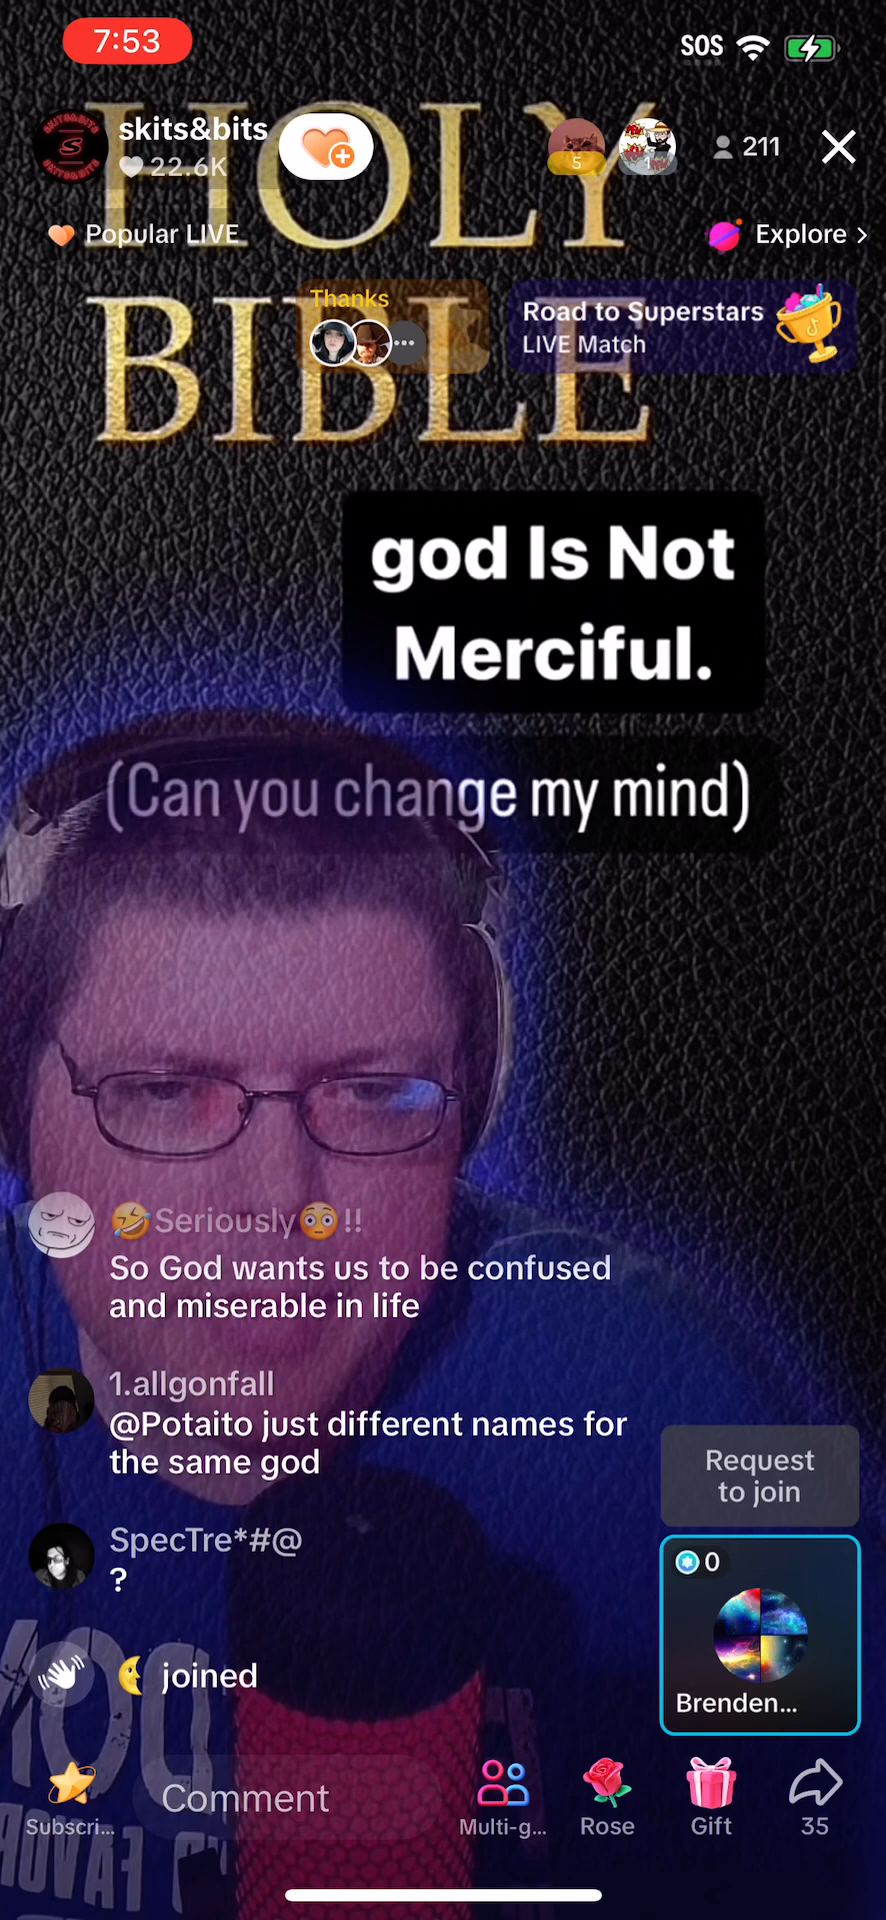 7:53
SOS
HOLY
BIBLE
skits&bits
22.6K
5
211
Popular LIVE
Explore >
Thanks
Road to Superstars
LIVE Match
god Is Not
Merciful.
(Can you change my mind)
🤣Seriously😳!!
So God wants us to be confused
and miserable in life
1.allgonfall
@Potaito just different names for
the same god
SpecTre*#@
?
🌜 joined
Request
to join
0
Brenden...
Subscri...
Comment
Multi-g...
Rose
Gift
35